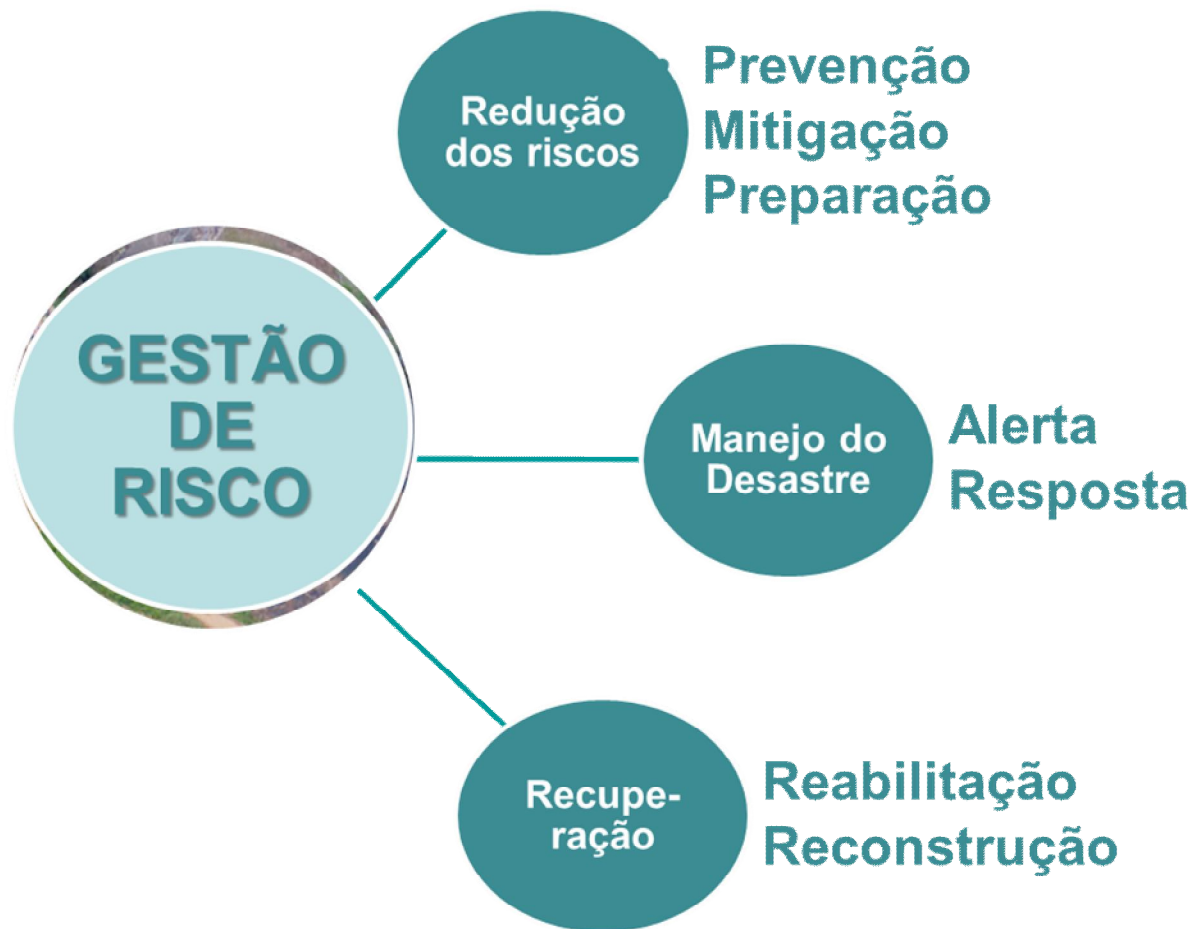 Redução
dos riscos
Prevenção
Mitigação
Preparação
GESTÃO
DE
RISCO
Manejo do
Desastre
Alerta
Resposta
Recupe-
ração
Reabilitação
Reconstrução